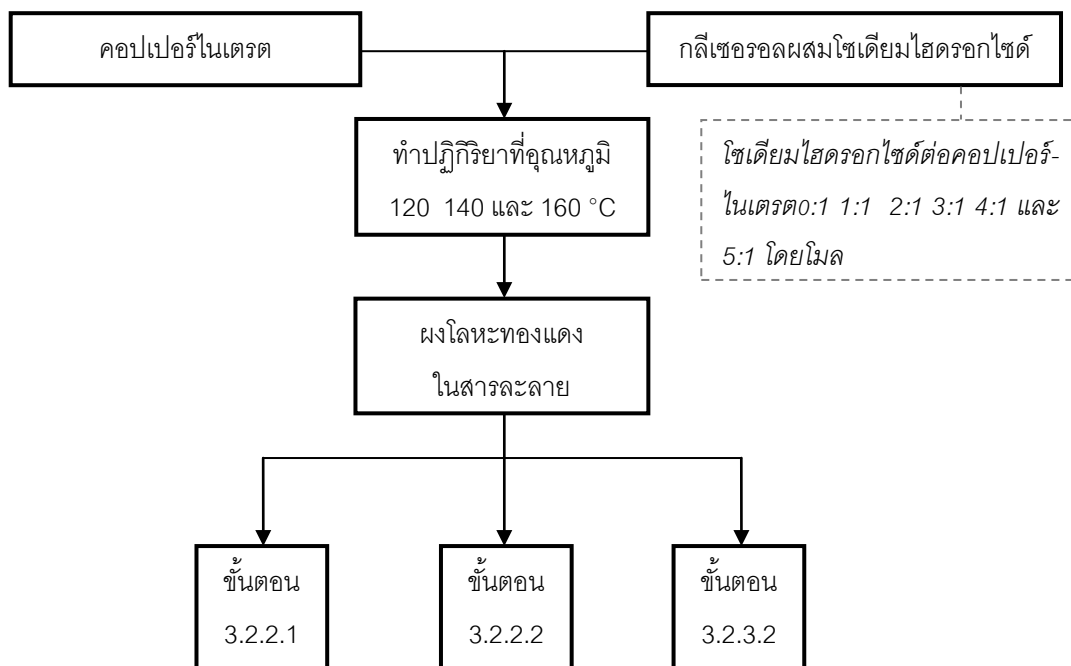 คอปเปอร์ไนเตรต
กลีเซอรอลผสมโซเดียมไฮดรอกไซด์
ทำปฏิกิริยาที่อุณหภูมิ
120 140 และ 160 °C
โซเดียมไฮดรอกไซด์ต่อคอปเปอร์-
ไนเตรต0:1 1:1 2:1 3:1 4:1 และ
5:1 โดยโมล
ผงโลหะทองแดง
ในสารละลาย
ขั้นตอน
3.2.2.1
ขั้นตอน
3.2.2.2
ขั้นตอน
3.2.3.2